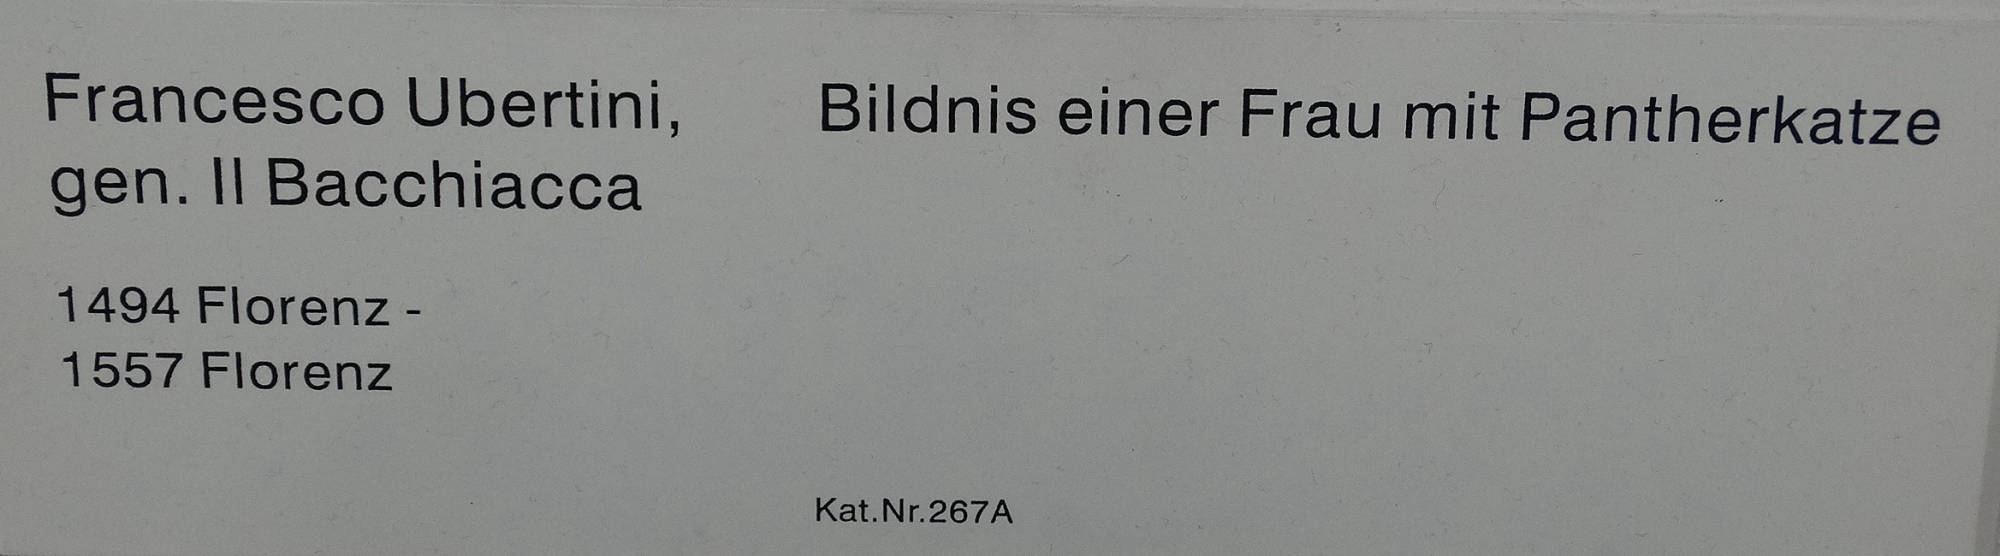 Francesco Ubertini,
gen. Il Bacchiacca
1494 Florenz -
1557 Florenz
Bildnis einer Frau mit Pantherkatze
Kat.Nr.267A